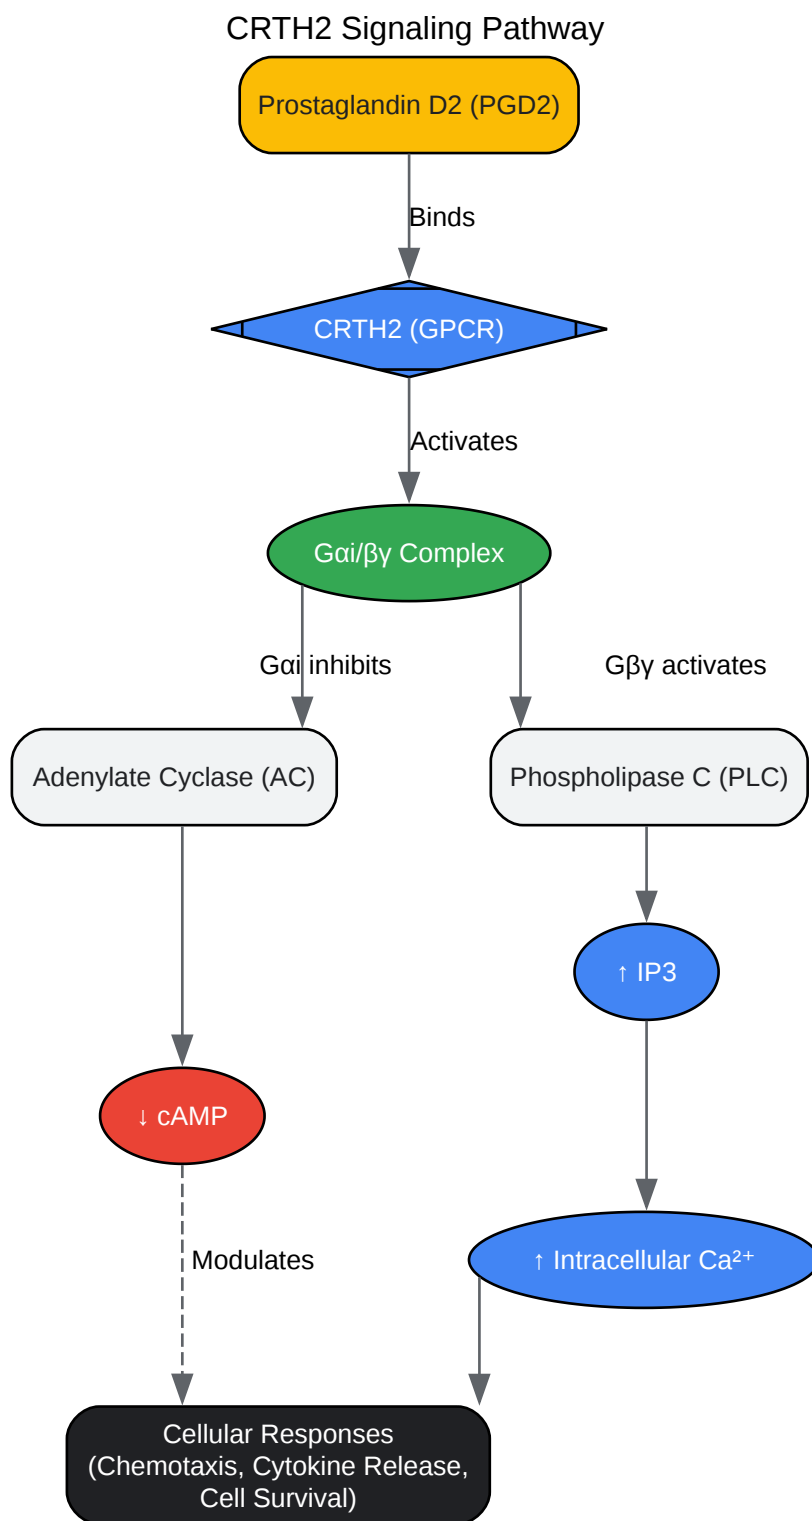 CRTH2 Signaling Pathway
Prostaglandin D2 (PGD2)
Binds
CRTH2 (GPCR)
Activates
Gαi/βγ Complex
Gαi inhibits
Gβγ activates
Adenylate Cyclase (AC)
Phospholipase C (PLC)
↑ IP3
↓ cAMP
Modulates
↑ Intracellular Ca²⁺
Cellular Responses
(Chemotaxis, Cytokine Release,
Cell Survival)